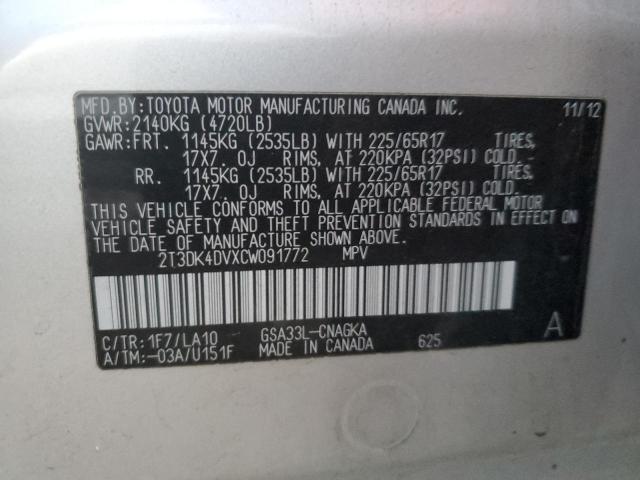 MFD.BY:TOYOTA MOTOR MANUFACTURING CANADA INC. 11/12
GVWR:2140KG (4720LB)
GAWR:FRT. 1145KG (2535LB) WITH 225/65R17 TIRES,
17X7.0J RIMS, AT 220KPA (32PSI) COLD.
RR. 1145KG (2535LB) WITH 225/65R17 TIRES,
17X7.0J RIMS, AT 220KPA (32PSI) COLD.
THIS VEHICLE CONFORMS TO ALL APPLICABLE FEDERAL MOTOR
VEHICLE SAFETY AND THEFT PREVENTION STANDARDS IN EFFECT ON
THE DATE OF MANUFACTURE SHOWN ABOVE.
2T3DK4DVXCW091772 MPV
C/TR:1F7/LA10 GSA33L-CNAGKA A
A/TM:-03A/U151F MADE IN CANADA 625